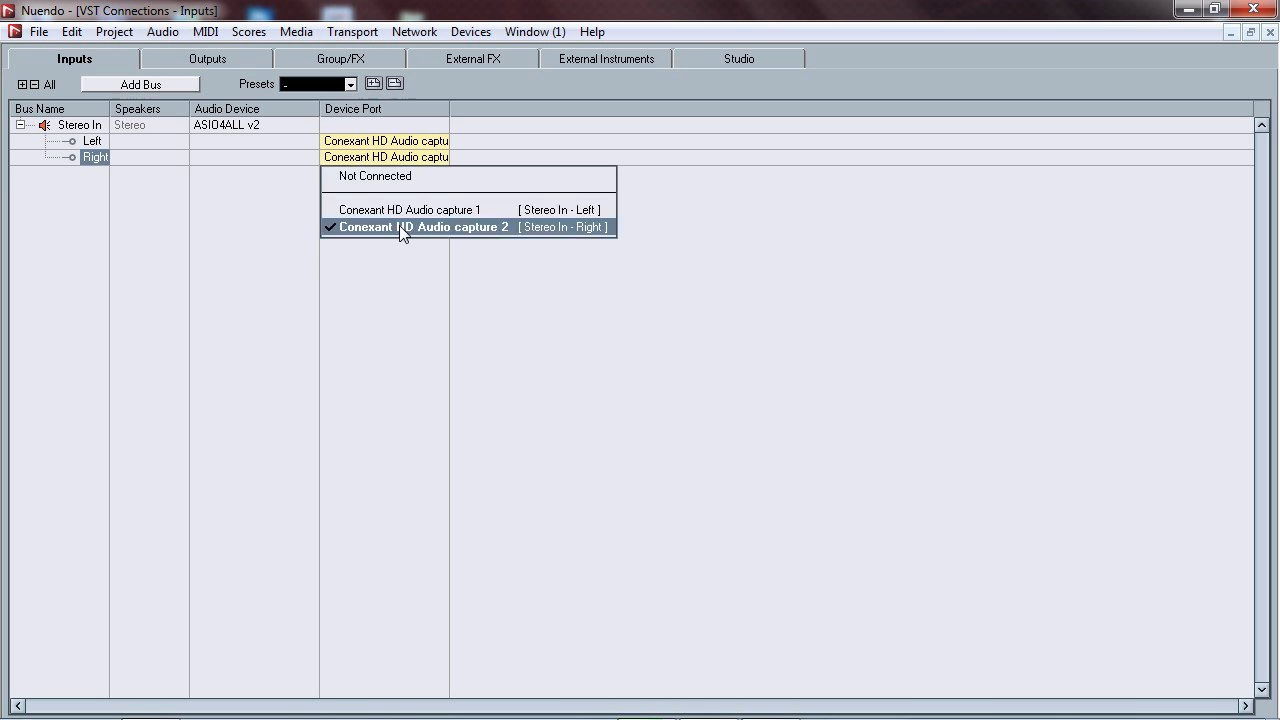 Nuendo - [VST Connections - Inputs]
File Edit Project Audio MIDI Scores Media Transport Network Devices Window (1) Help
Inputs Outputs Group/FX External FX External Instruments Studio
All Add Bus Presets -
Bus Name Speakers Audio Device Device Port
Stereo In Stereo ASIO4ALL v2
Left Conexant HD Audio captu
Right Conexant HD Audio captu
Not Connected
Conexant HD Audio capture 1 [ Stereo In - Left ]
Conexant HD Audio capture 2 [ Stereo In - Right ]